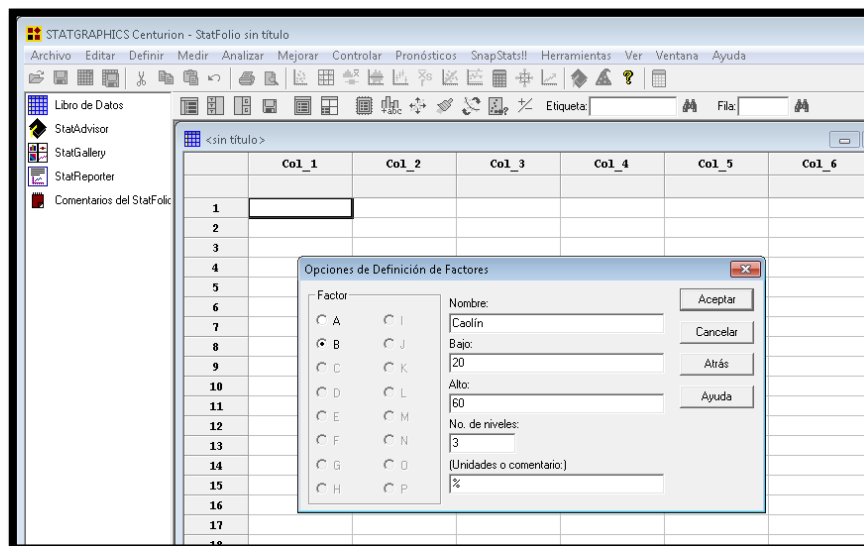 STATGRAPHICS Centurion - StatFolio sin título
Archivo Editar Definir Medir Analizar Mejorar Controlar Pronósticos SnapStats!! Herramientas Ver Ventana Ayuda
Libro de Datos
StatAdvisor
StatGallery
StatReporter
Comentarios del StatFolio
Etiqueta: Fila:
<sin título>
Col_1 Col_2 Col_3 Col_4 Col_5 Col_6
1
2
3
4
5
6
7
8
9
10
11
12
13
14
15
16
17
18
Opciones de Definición de Factores
Factor
A I
B J
C K
D L
E M
F N
G O
H P
Nombre:
Caolín
Bajo:
20
Alto:
60
No. de niveles:
3
(Unidades o comentario:)
%
Aceptar
Cancelar
Atrás
Ayuda